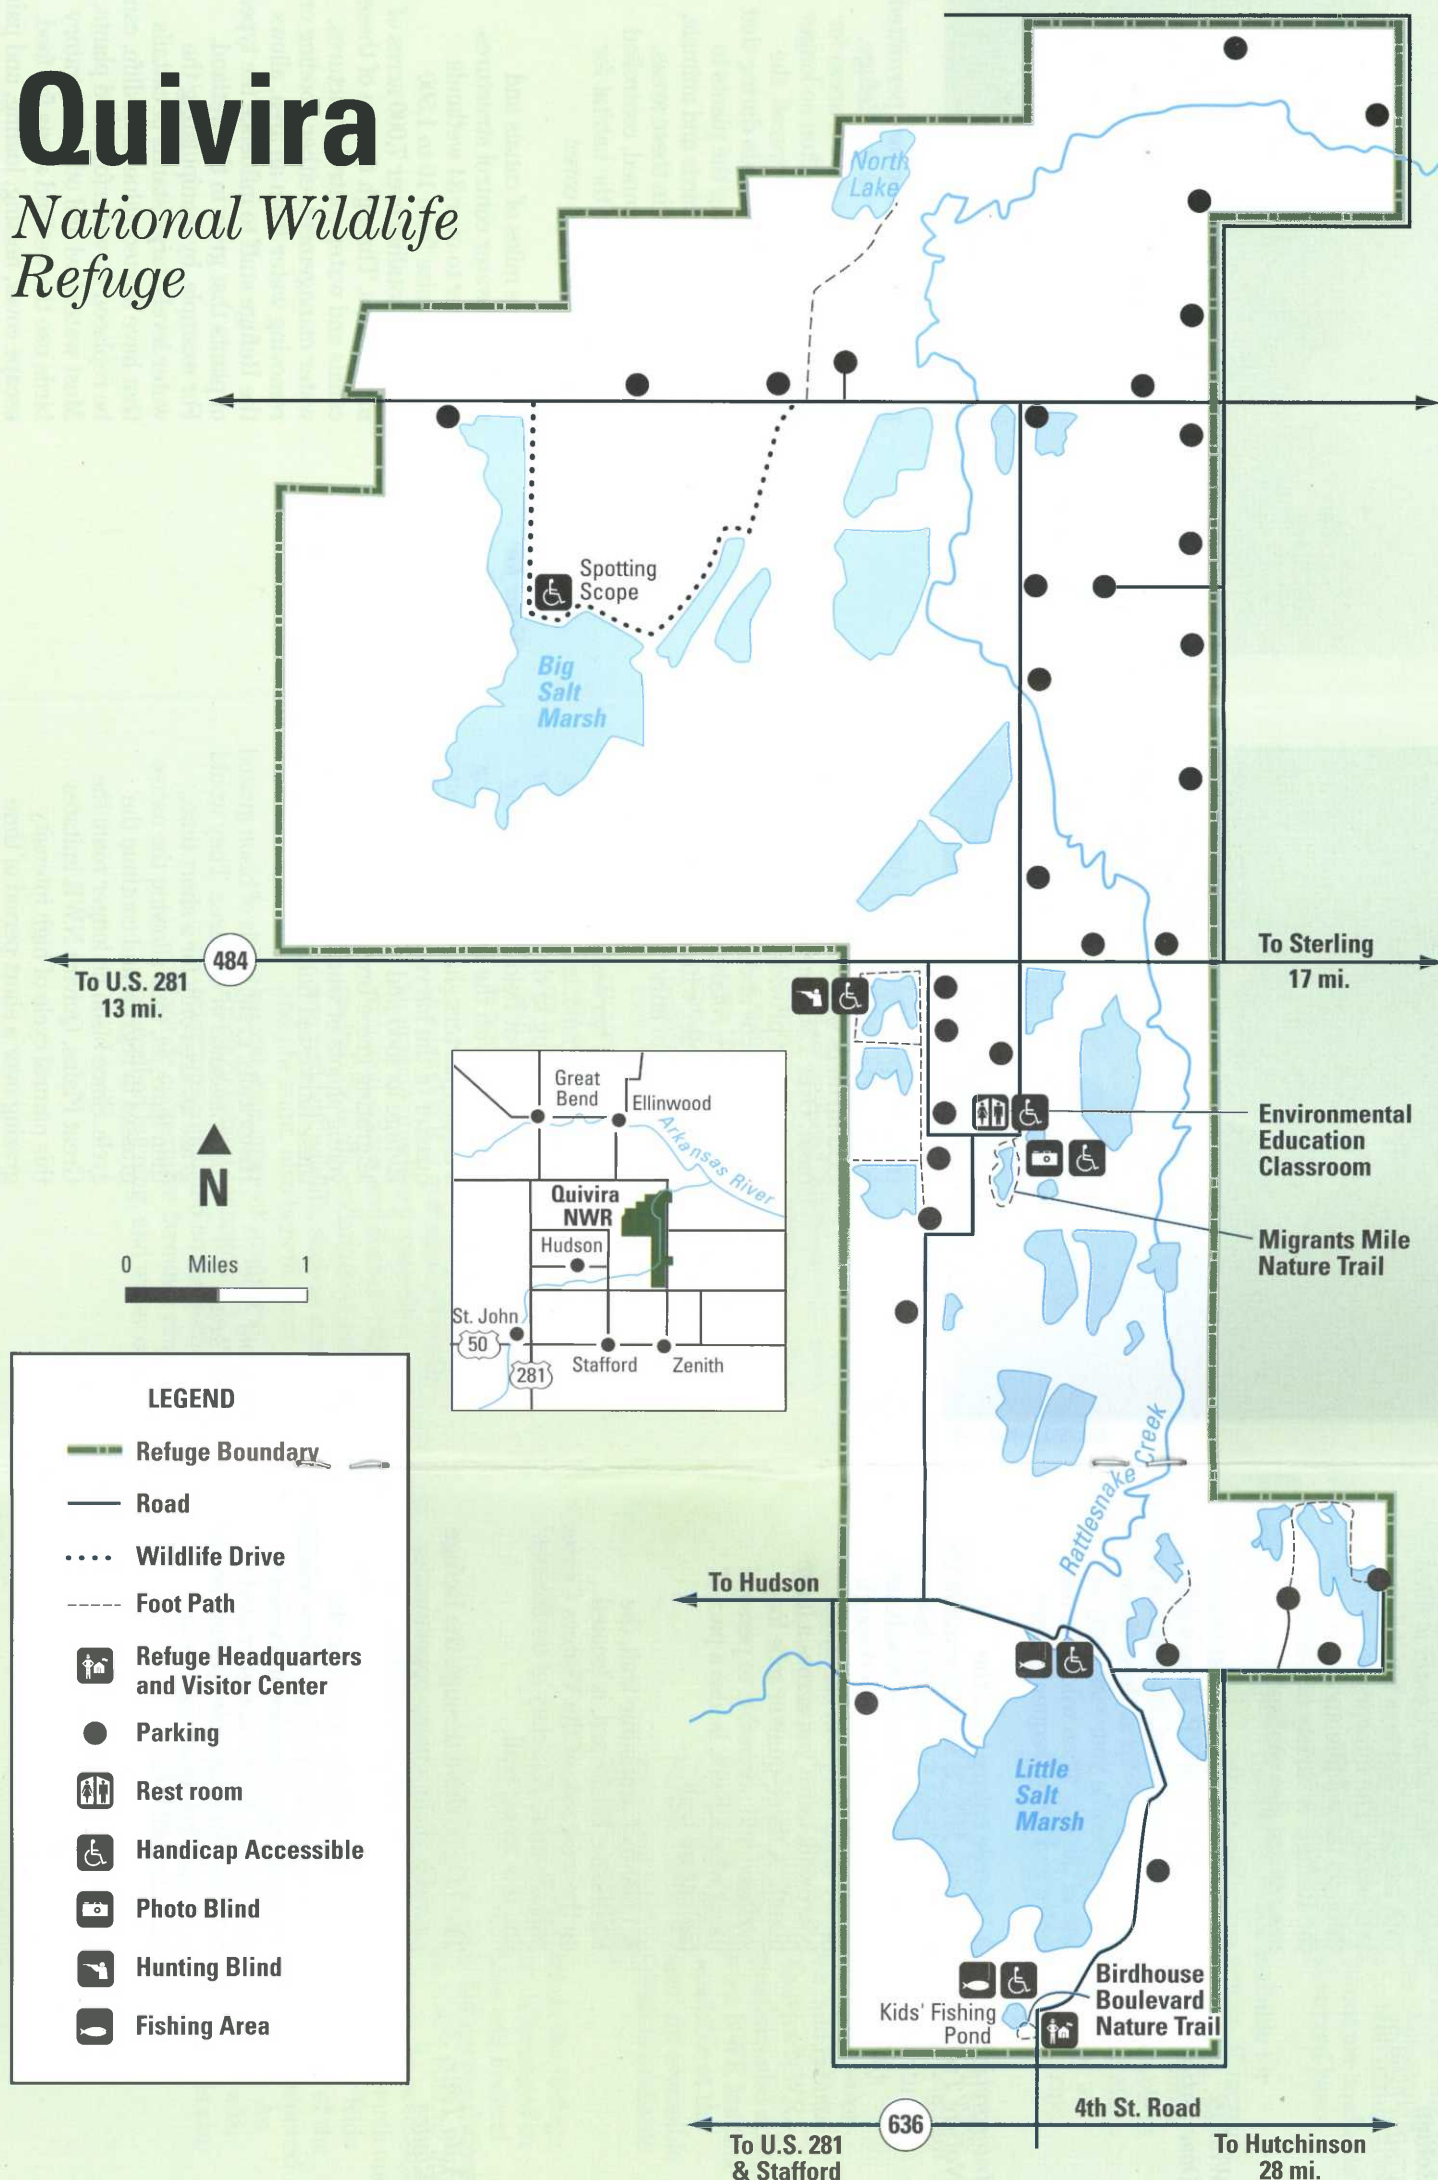 Quivira
National Wildlife
Refuge
North
Lake
Spotting
Scope
Big
Salt
Marsh
484
To U.S. 281
13 mi.
To Sterling
17 mi.
Great
Bend
Ellinwood
Arkansas River
Quivira
NWR
Hudson
St. John
50
281
Stafford
Zenith
N
0 Miles 1
Environmental
Education
Classroom
Migrants Mile
Nature Trail
LEGEND
Refuge Boundary
Road
Wildlife Drive
Foot Path
Refuge Headquarters
and Visitor Center
Parking
Rest room
Handicap Accessible
Photo Blind
Hunting Blind
Fishing Area
Rattlesnake Creek
To Hudson
Little
Salt
Marsh
Kids' Fishing
Pond
Birdhouse
Boulevard
Nature Trail
636
4th St. Road
To U.S. 281
& Stafford
To Hutchinson
28 mi.